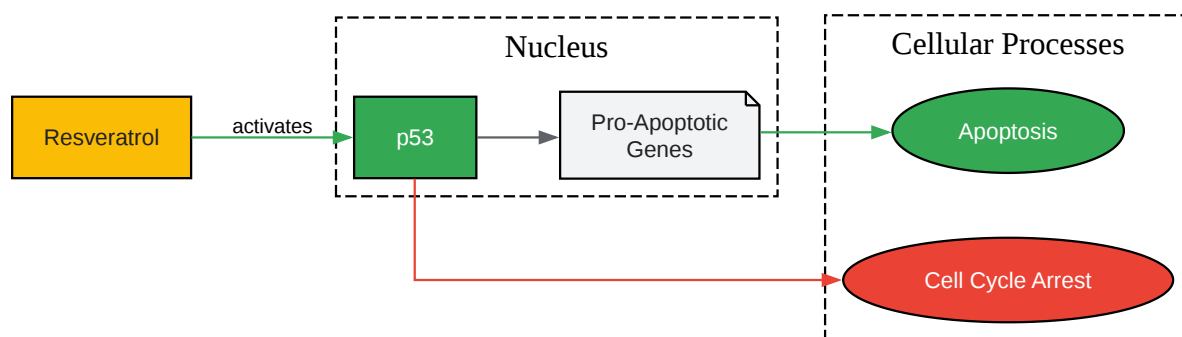 Nucleus
Cellular Processes
Resveratrol
activates
p53
Pro-Apoptotic
Genes
Apoptosis
Cell Cycle Arrest